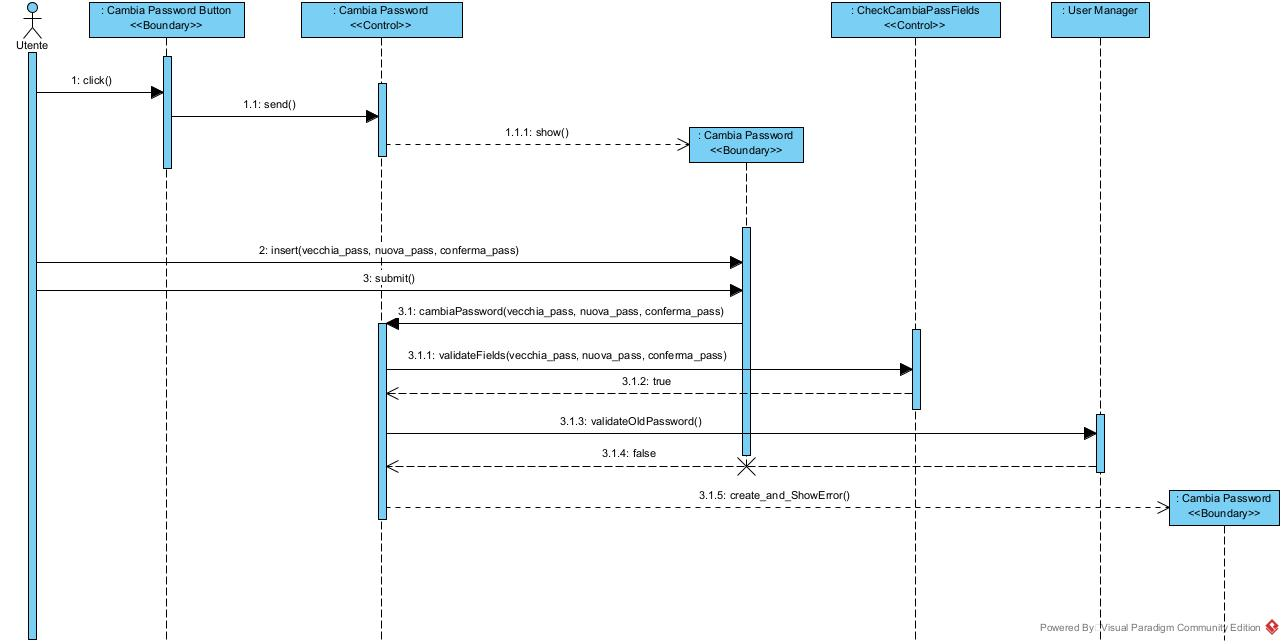 : Cambia Password Button
<<Boundary>>
: Cambia Password
<<Control>>
: CheckCambiaPassFields
<<Control>>
: User Manager
Utente
1: click()
1.1: send()
1.1.1: show()
: Cambia Password
<<Boundary>>
2: insert(vecchia_pass, nuova_pass, conferma_pass)
3: submit()
3.1: cambiaPassword(vecchia_pass, nuova_pass, conferma_pass)
3.1.1: validateFields(vecchia_pass, nuova_pass, conferma_pass)
3.1.2: true
3.1.3: validateOldPassword()
3.1.4: false
3.1.5: create_and_ShowError()
: Cambia Password
<<Boundary>>
Powered By Visual Paradigm Community Edition